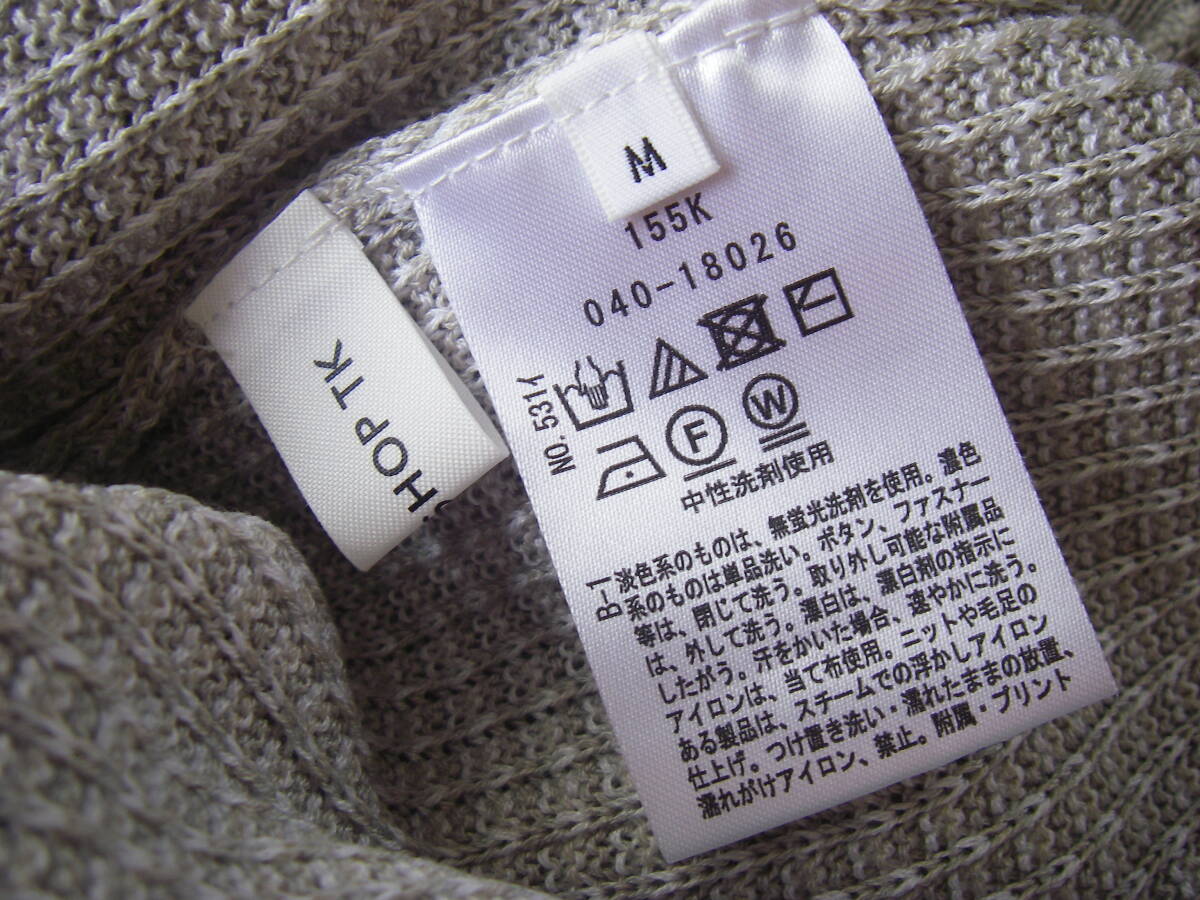 M
155K
040-18026
NO. 5311
F
W
中性洗剤使用
B-1 淡色系のものは、無蛍光洗剤を使用。濃色
系のものは単品洗い。ボタン、ファスナー
等は、閉じて洗う。取り外し可能な附属品
は、外して洗う。漂白は、漂白剤の指示に
したがう。汗をかいた場合、速やかに洗う。
アイロンは、当て布使用。ニットや毛足の
ある製品は、スチームでの浮かしアイロン
仕上げ。つけ置き洗い・濡れたままの放置、
濡れがけアイロン、禁止。附属・プリント
HOP TK